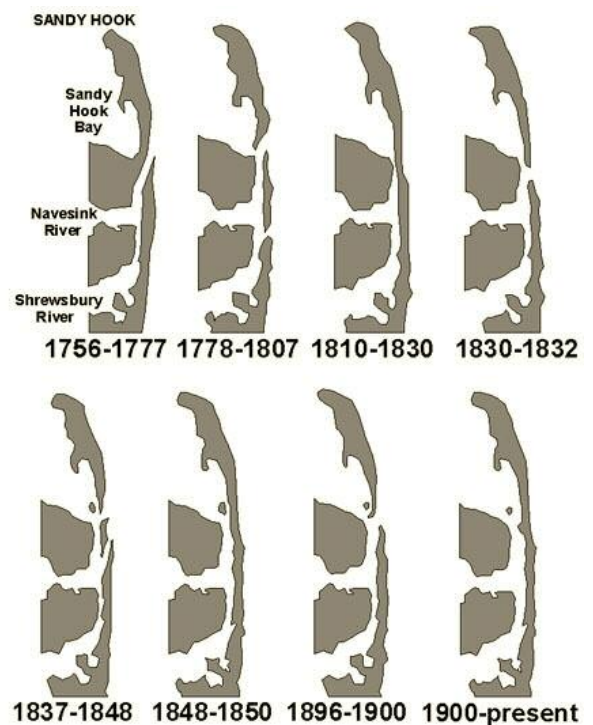 SANDY HOOK
Sandy
Hook
Bay
Navesink
River
Shrewsbury
River
1756-1777
1778-1807
1810-1830
1830-1832
1837-1848
1848-1850
1896-1900
1900-present